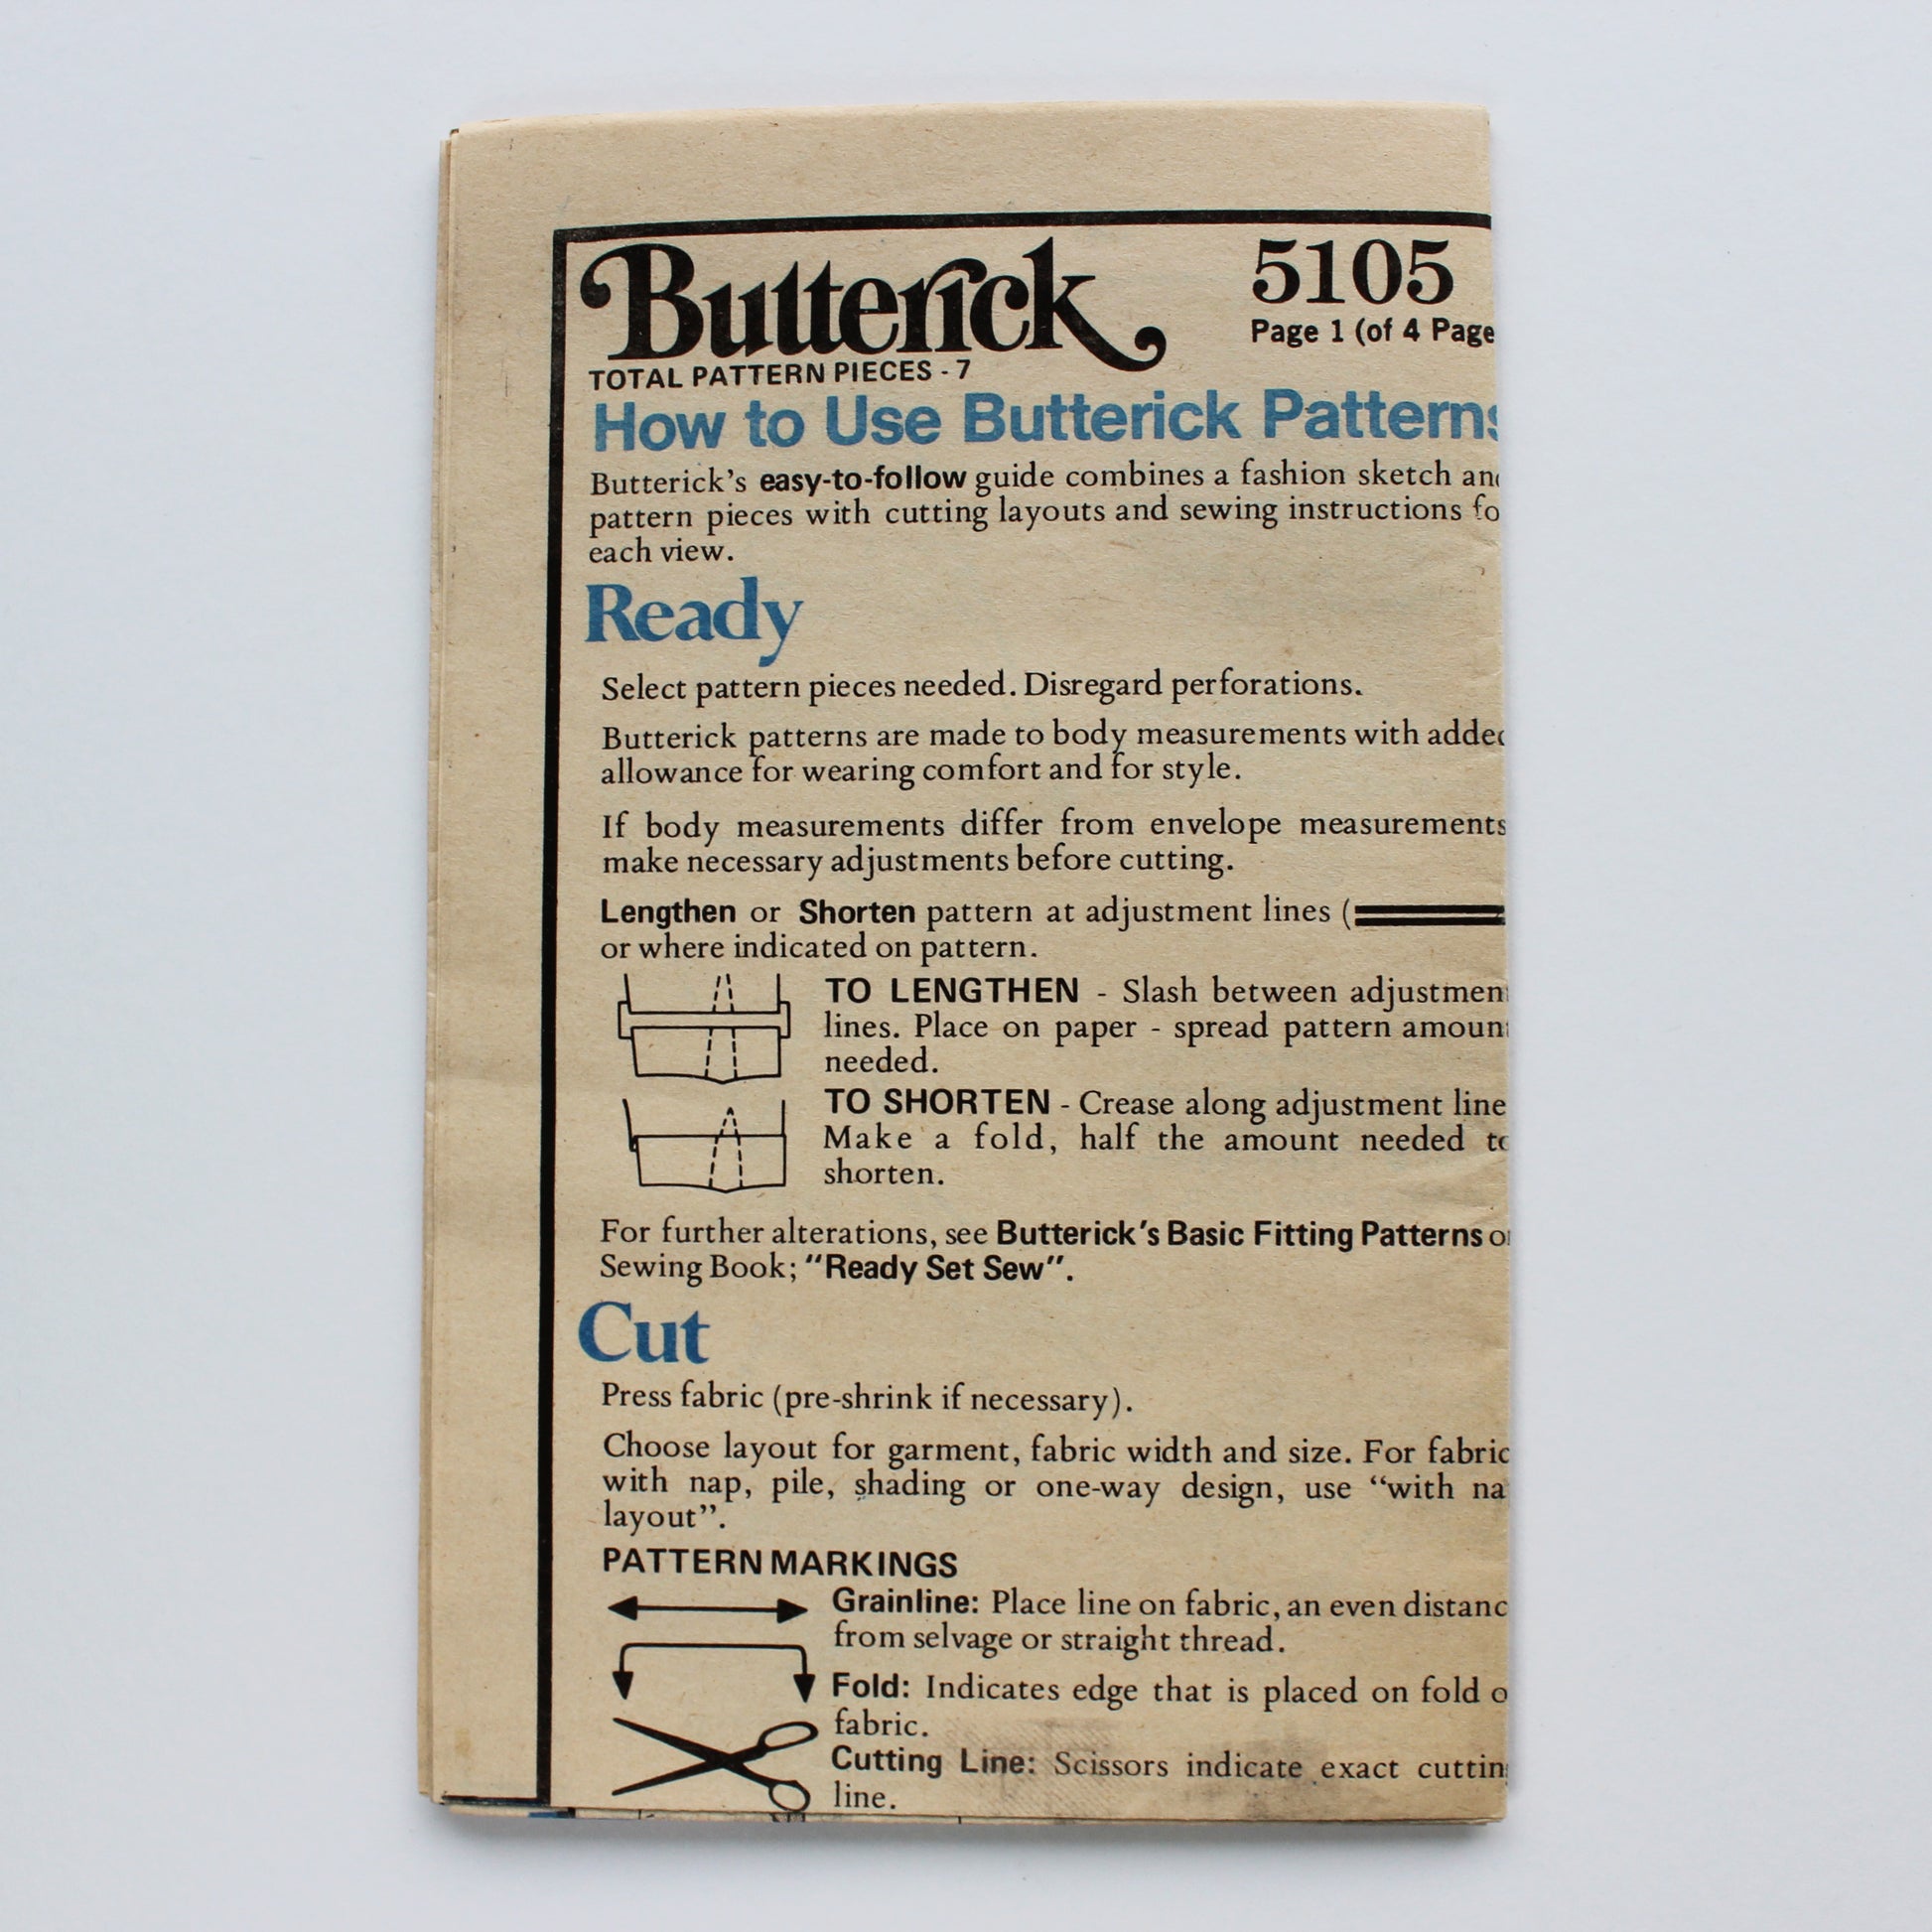 Butterick
5105
Page 1 (of 4 Page
TOTAL PATTERN PIECES - 7
How to Use Butterick Patterns
Butterick's easy-to-follow guide combines a fashion sketch an
pattern pieces with cutting layouts and sewing instructions fo
each view.
Ready
Select pattern pieces needed. Disregard perforations.
Butterick patterns are made to body measurements with added
allowance for wearing comfort and for style.
If body measurements differ from envelope measurements
make necessary adjustments before cutting.
Lengthen or Shorten pattern at adjustment lines (
or where indicated on pattern.
TO LENGTHEN - Slash between adjustment
lines. Place on paper - spread pattern amount
needed.
TO SHORTEN - Crease along adjustment line
Make a fold, half the amount needed to
shorten.
For further alterations, see Butterick's Basic Fitting Patterns or
Sewing Book; "Ready Set Sew".
Cut
Press fabric (pre-shrink if necessary).
Choose layout for garment, fabric width and size. For fabric
with nap, pile, shading or one-way design, use "with na
layout".
PATTERN MARKINGS
Grainline: Place line on fabric, an even distanc
from selvage or straight thread.
Fold: Indicates edge that is placed on fold o
fabric.
Cutting Line: Scissors indicate exact cuttin
line.